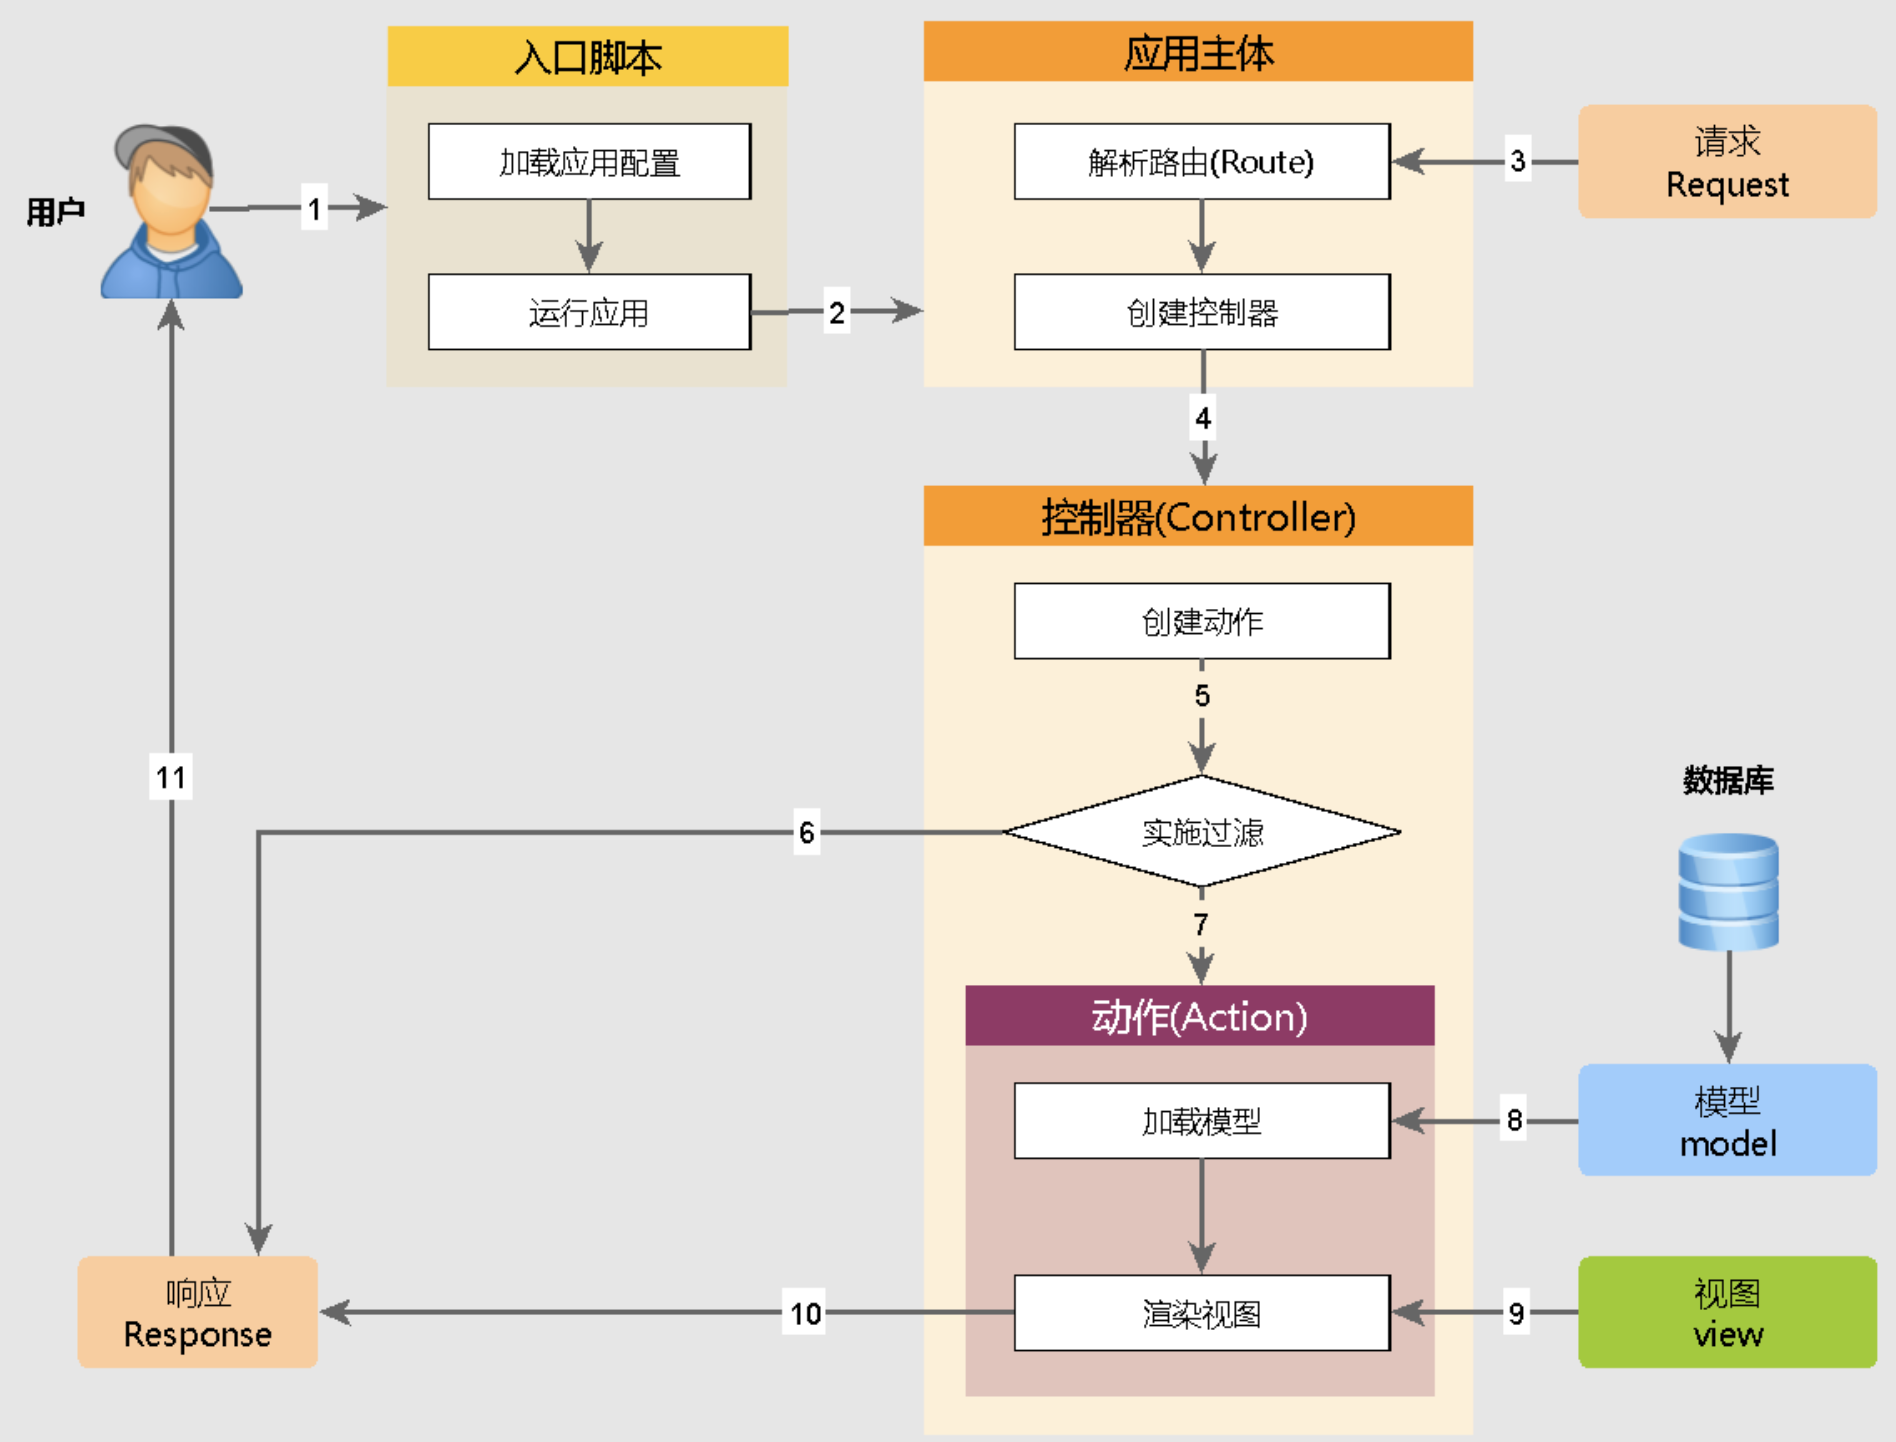 入口脚本
应用主体
加载应用配置
解析路由(Route)
3
请求
Request
用户
1
运行应用
2
创建控制器
4
控制器(Controller)
创建动作
5
11
6
实施过滤
数据库
7
动作(Action)
加载模型
8
模型
model
响应
Response
10
渲染视图
9
视图
view